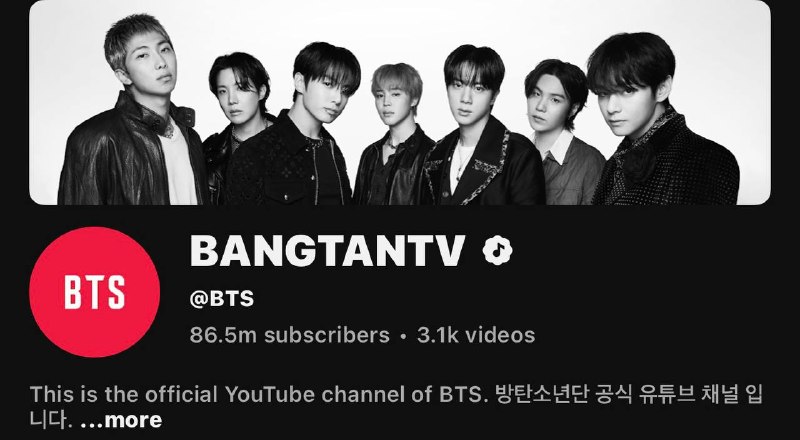 BANGTANTV
BTS
@BTS
86.5m subscribers • 3.1k videos
This is the official YouTube channel of BTS. 방탄소년단 공식 유튜브 채널 입
니다. ...more